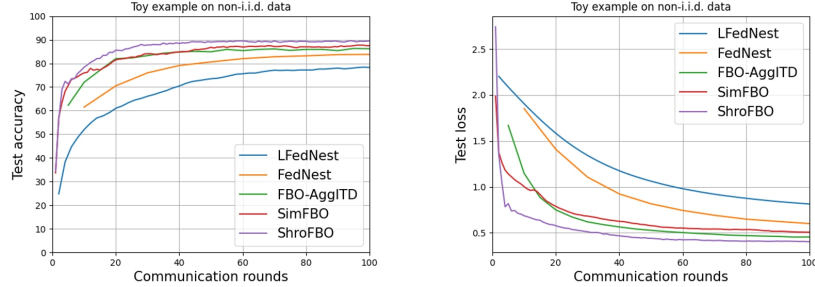 Toy example on non-i.i.d. data
100
90
80
70
60
50
40
30
20
10
0
Test accuracy
LFedNest
FedNest
FBO-AggITD
SimFBO
ShroFBO
0 20 40 60 80 100
Communication rounds
Toy example on non-i.i.d. data
2.5
2.0
1.5
1.0
0.5
Test loss
LFedNest
FedNest
FBO-AggITD
SimFBO
ShroFBO
0 20 40 60 80 100
Communication rounds